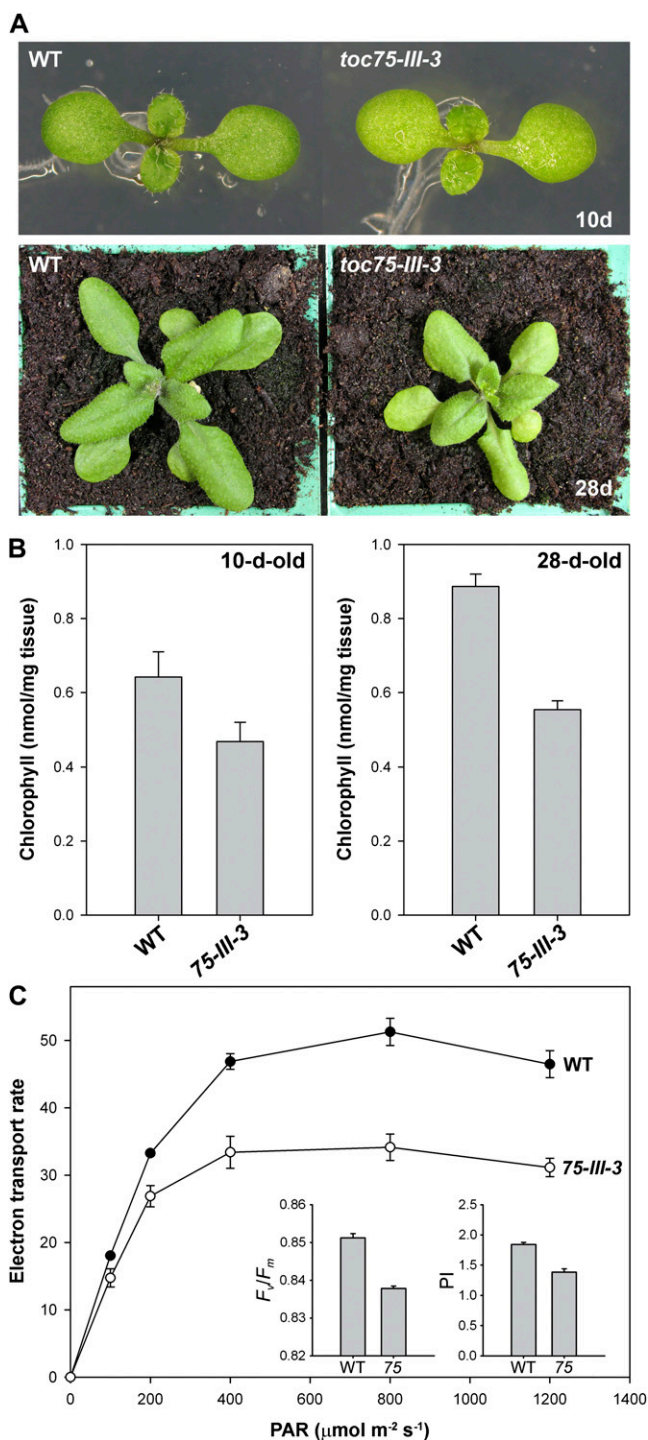 A
WT
toc75-III-3
10d
WT
toc75-III-3
28d
B
10-d-old
Chlorophyll (nmol/mg tissue)
1.0
0.8
0.6
0.4
0.2
0.0
WT
75-III-3
28-d-old
Chlorophyll (nmol/mg tissue)
1.0
0.8
0.6
0.4
0.2
0.0
WT
75-III-3
C
Electron transport rate
50
40
30
20
10
0
WT
75-III-3
Fv/Fm
0.86
0.85
0.84
0.83
0.82
WT 75
PI
2.0
1.5
1.0
0.5
0.0
WT 75
0 200 400 600 800 1000 1200 1400
PAR (µmol m⁻² s⁻¹)